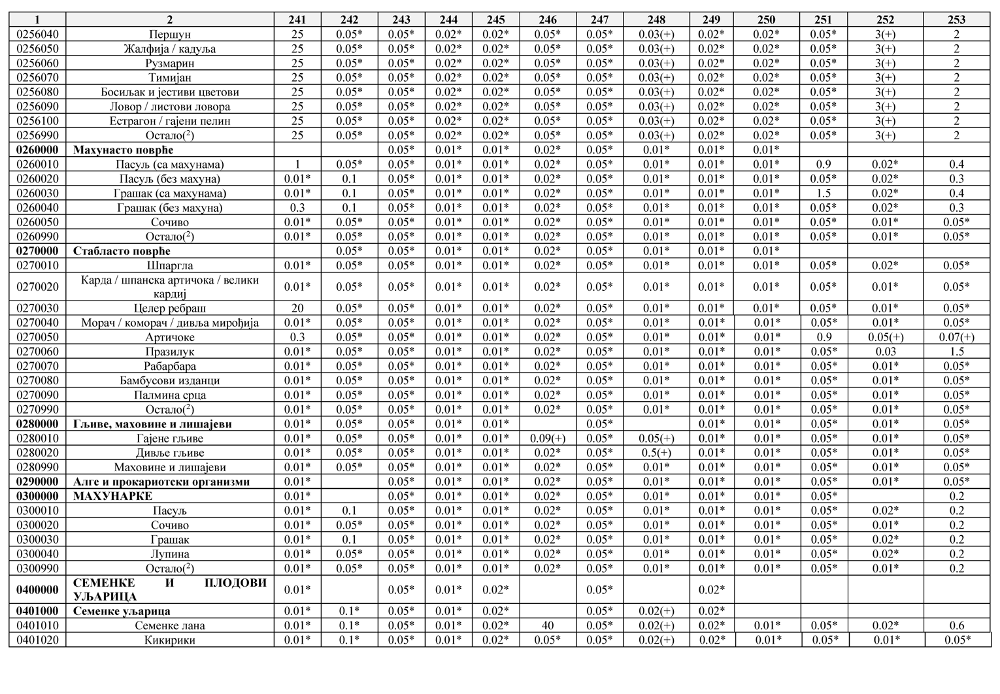 1 2 241 242 243 244 245 246 247 248 249 250 251 252 253
0256040 Першун 25 0.05* 0.05* 0.02* 0.02* 0.05* 0.05* 0.03(+) 0.02* 0.02* 0.05* 3(+) 2
0256050 Жалфија / кадуља 25 0.05* 0.05* 0.02* 0.02* 0.05* 0.05* 0.03(+) 0.02* 0.02* 0.05* 3(+) 2
0256060 Рузмарин 25 0.05* 0.05* 0.02* 0.02* 0.05* 0.05* 0.03(+) 0.02* 0.02* 0.05* 3(+) 2
0256070 Тимијан 25 0.05* 0.05* 0.02* 0.02* 0.05* 0.05* 0.03(+) 0.02* 0.02* 0.05* 3(+) 2
0256080 Босиљак и јестиви цветови 25 0.05* 0.05* 0.02* 0.02* 0.05* 0.05* 0.03(+) 0.02* 0.02* 0.05* 3(+) 2
0256090 Ловор / листови ловора 25 0.05* 0.05* 0.02* 0.02* 0.05* 0.05* 0.03(+) 0.02* 0.02* 0.05* 3(+) 2
0256100 Естрагон / гајени пелин 25 0.05* 0.05* 0.02* 0.02* 0.05* 0.05* 0.03(+) 0.02* 0.02* 0.05* 3(+) 2
0256990 Остало(2) 25 0.05* 0.05* 0.02* 0.02* 0.05* 0.05* 0.03(+) 0.02* 0.02* 0.05* 3(+) 2
0260000 Махунасто поврће 0.05* 0.01* 0.01* 0.02* 0.05* 0.01* 0.01* 0.01*
0260010 Пасуљ (са махунама) 1 0.05* 0.05* 0.01* 0.01* 0.02* 0.05* 0.01* 0.01* 0.01* 0.9 0.02* 0.4
0260020 Пасуљ (без махуна) 0.01* 0.1 0.05* 0.01* 0.01* 0.02* 0.05* 0.01* 0.01* 0.01* 0.05* 0.02* 0.3
0260030 Грашак (са махунама) 0.01* 0.1 0.05* 0.01* 0.01* 0.02* 0.05* 0.01* 0.01* 0.01* 1.5 0.02* 0.4
0260040 Грашак (без махуна) 0.3 0.1 0.05* 0.01* 0.01* 0.02* 0.05* 0.01* 0.01* 0.01* 0.05* 0.02* 0.3
0260050 Сочиво 0.01* 0.05* 0.05* 0.01* 0.01* 0.02* 0.05* 0.01* 0.01* 0.01* 0.05* 0.01* 0.05*
0260990 Остало(2) 0.01* 0.05* 0.05* 0.01* 0.01* 0.02* 0.05* 0.01* 0.01* 0.01* 0.05* 0.01* 0.05*
0270000 Стабласто поврће 0.05* 0.05* 0.01* 0.01* 0.02* 0.05* 0.01* 0.01* 0.01*
0270010 Шпаргла 0.01* 0.05* 0.05* 0.01* 0.01* 0.02* 0.05* 0.01* 0.01* 0.01* 0.05* 0.02* 0.05*
0270020 Карда / шпанска артичока / велики
кардиј 0.01* 0.05* 0.05* 0.01* 0.01* 0.02* 0.05* 0.01* 0.01* 0.01* 0.05* 0.01* 0.05*
0270030 Целер ребраш 20 0.05* 0.05* 0.01* 0.01* 0.02* 0.05* 0.01* 0.01* 0.01* 0.05* 0.01* 0.05*
0270040 Морач / коморач / дивља мирођија 0.01* 0.05* 0.05* 0.01* 0.01* 0.02* 0.05* 0.01* 0.01* 0.01* 0.05* 0.01* 0.05*
0270050 Артичоке 0.3 0.05* 0.05* 0.01* 0.01* 0.02* 0.05* 0.01* 0.01* 0.01* 0.9 0.05(+) 0.07(+)
0270060 Празилук 0.01* 0.05* 0.05* 0.01* 0.01* 0.02* 0.05* 0.01* 0.01* 0.01* 0.05* 0.03 1.5
0270070 Рабарбара 0.01* 0.05* 0.05* 0.01* 0.01* 0.02* 0.05* 0.01* 0.01* 0.01* 0.05* 0.01* 0.05*
0270080 Бамбусови изданци 0.01* 0.05* 0.05* 0.01* 0.01* 0.02* 0.05* 0.01* 0.01* 0.01* 0.05* 0.01* 0.05*
0270090 Палмина срца 0.01* 0.05* 0.05* 0.01* 0.01* 0.02* 0.05* 0.01* 0.01* 0.01* 0.05* 0.01* 0.05*
0270990 Остало(2) 0.01* 0.05* 0.05* 0.01* 0.01* 0.02* 0.05* 0.01* 0.01* 0.01* 0.05* 0.01* 0.05*
0280000 Гљиве, маховине и лишајеви 0.01* 0.05* 0.05* 0.01* 0.01* 0.05* 0.01* 0.01* 0.05* 0.01* 0.05*
0280010 Гајене гљиве 0.01* 0.05* 0.05* 0.01* 0.01* 0.09(+) 0.05* 0.05(+) 0.01* 0.01* 0.05* 0.01* 0.05*
0280020 Дивље гљиве 0.01* 0.05* 0.05* 0.01* 0.01* 0.02* 0.05* 0.5(+) 0.01* 0.01* 0.05* 0.01* 0.05*
0280990 Маховине и лишајеви 0.01* 0.05* 0.05* 0.01* 0.01* 0.02* 0.05* 0.01* 0.01* 0.01* 0.05* 0.01* 0.05*
0290000 Алге и прокариотски организми 0.01* 0.05* 0.01* 0.01* 0.02* 0.05* 0.01* 0.01* 0.01* 0.05* 0.01* 0.05*
0300000 МАХУНАРКЕ 0.01* 0.05* 0.01* 0.01* 0.02* 0.05* 0.01* 0.01* 0.01* 0.05* 0.2
0300010 Пасуљ 0.01* 0.1 0.05* 0.01* 0.01* 0.02* 0.05* 0.01* 0.01* 0.01* 0.05* 0.02* 0.2
0300020 Сочиво 0.01* 0.05* 0.05* 0.01* 0.01* 0.02* 0.05* 0.01* 0.01* 0.01* 0.05* 0.01* 0.2
0300030 Грашак 0.01* 0.1 0.05* 0.01* 0.01* 0.02* 0.05* 0.01* 0.01* 0.01* 0.05* 0.02* 0.2
0300040 Лупина 0.01* 0.05* 0.05* 0.01* 0.01* 0.02* 0.05* 0.01* 0.01* 0.01* 0.05* 0.02* 0.2
0300990 Остало(2) 0.01* 0.05* 0.05* 0.01* 0.01* 0.02* 0.05* 0.01* 0.01* 0.01* 0.05* 0.01* 0.2
0400000 СЕМЕНКЕ И ПЛОДОВИ
УЉАРИЦА 0.01* 0.05* 0.01* 0.02* 0.05* 0.02*
0401000 Семенке уљарица 0.01* 0.1* 0.05* 0.01* 0.02* 0.05* 0.02(+) 0.02*
0401010 Семенке лана 0.01* 0.1* 0.05* 0.01* 0.02* 40 0.05* 0.02(+) 0.02* 0.01* 0.05* 0.02* 0.6
0401020 Кикирики 0.01* 0.1* 0.05* 0.01* 0.02* 0.05* 0.05* 0.02(+) 0.02* 0.01* 0.05* 0.01* 0.05*